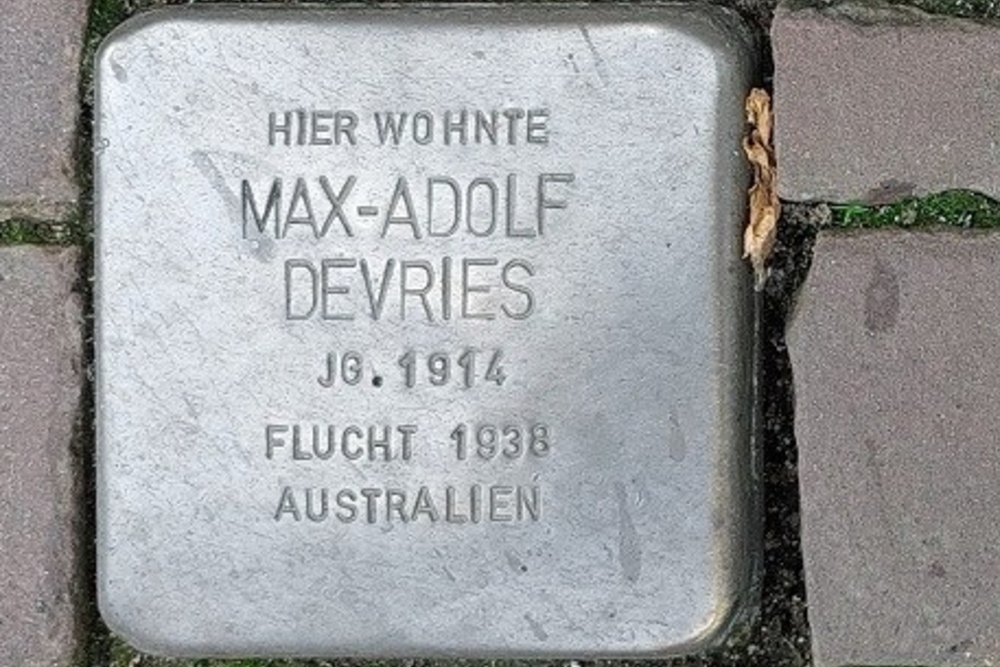 HIER WOHNTE
MAX-ADOLF
DEVRIES
JG. 1914
FLUCHT 1938
AUSTRALIEN